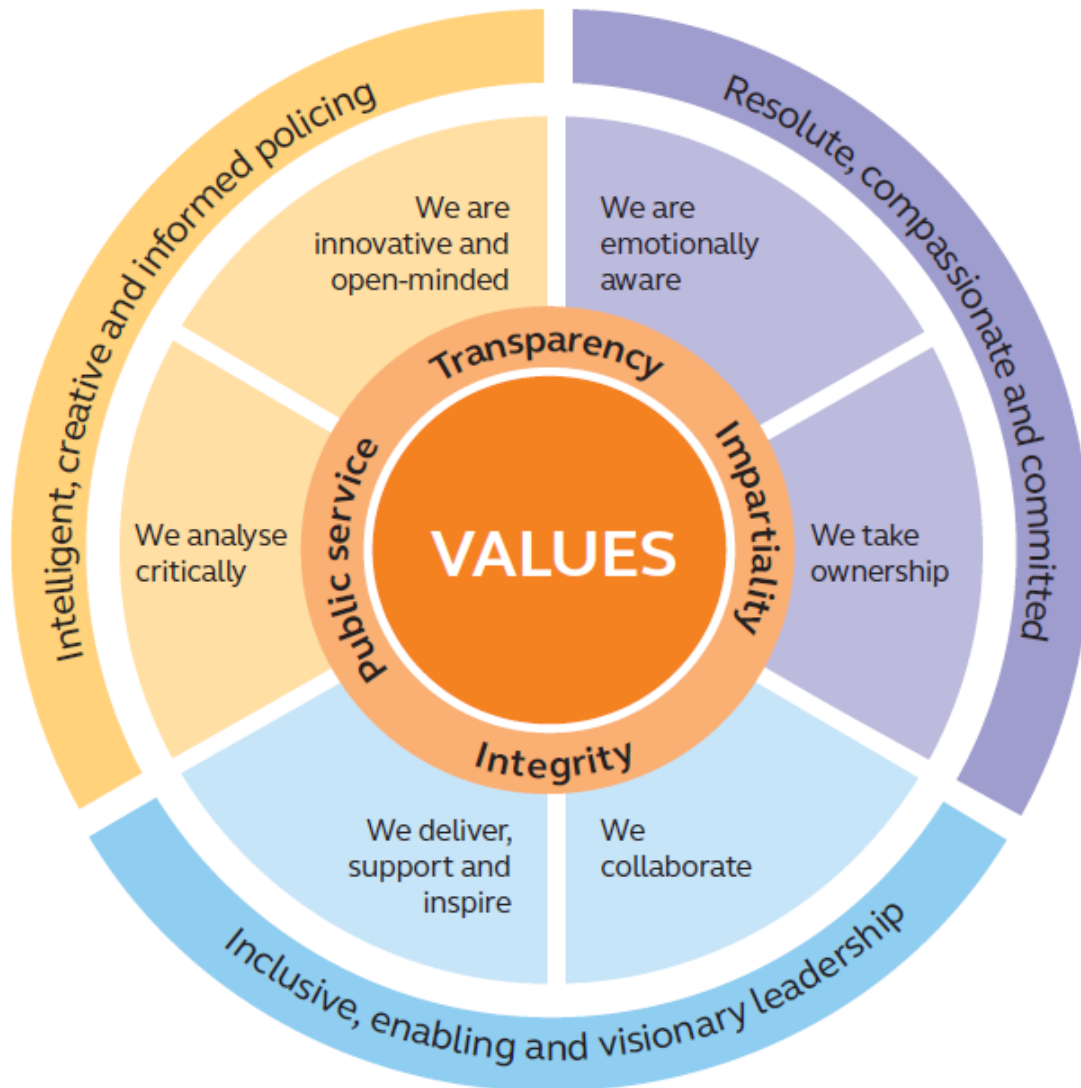 Intelligent, creative and informed policing
Resolute, compassionate and committed
We are
innovative and
open-minded
We are
emotionally
aware
Transparency
Public service
VALUES
Impartiality
We analyse
critically
We take
ownership
Integrity
We deliver,
support and
inspire
We
collaborate
Inclusive, enabling and visionary leadership